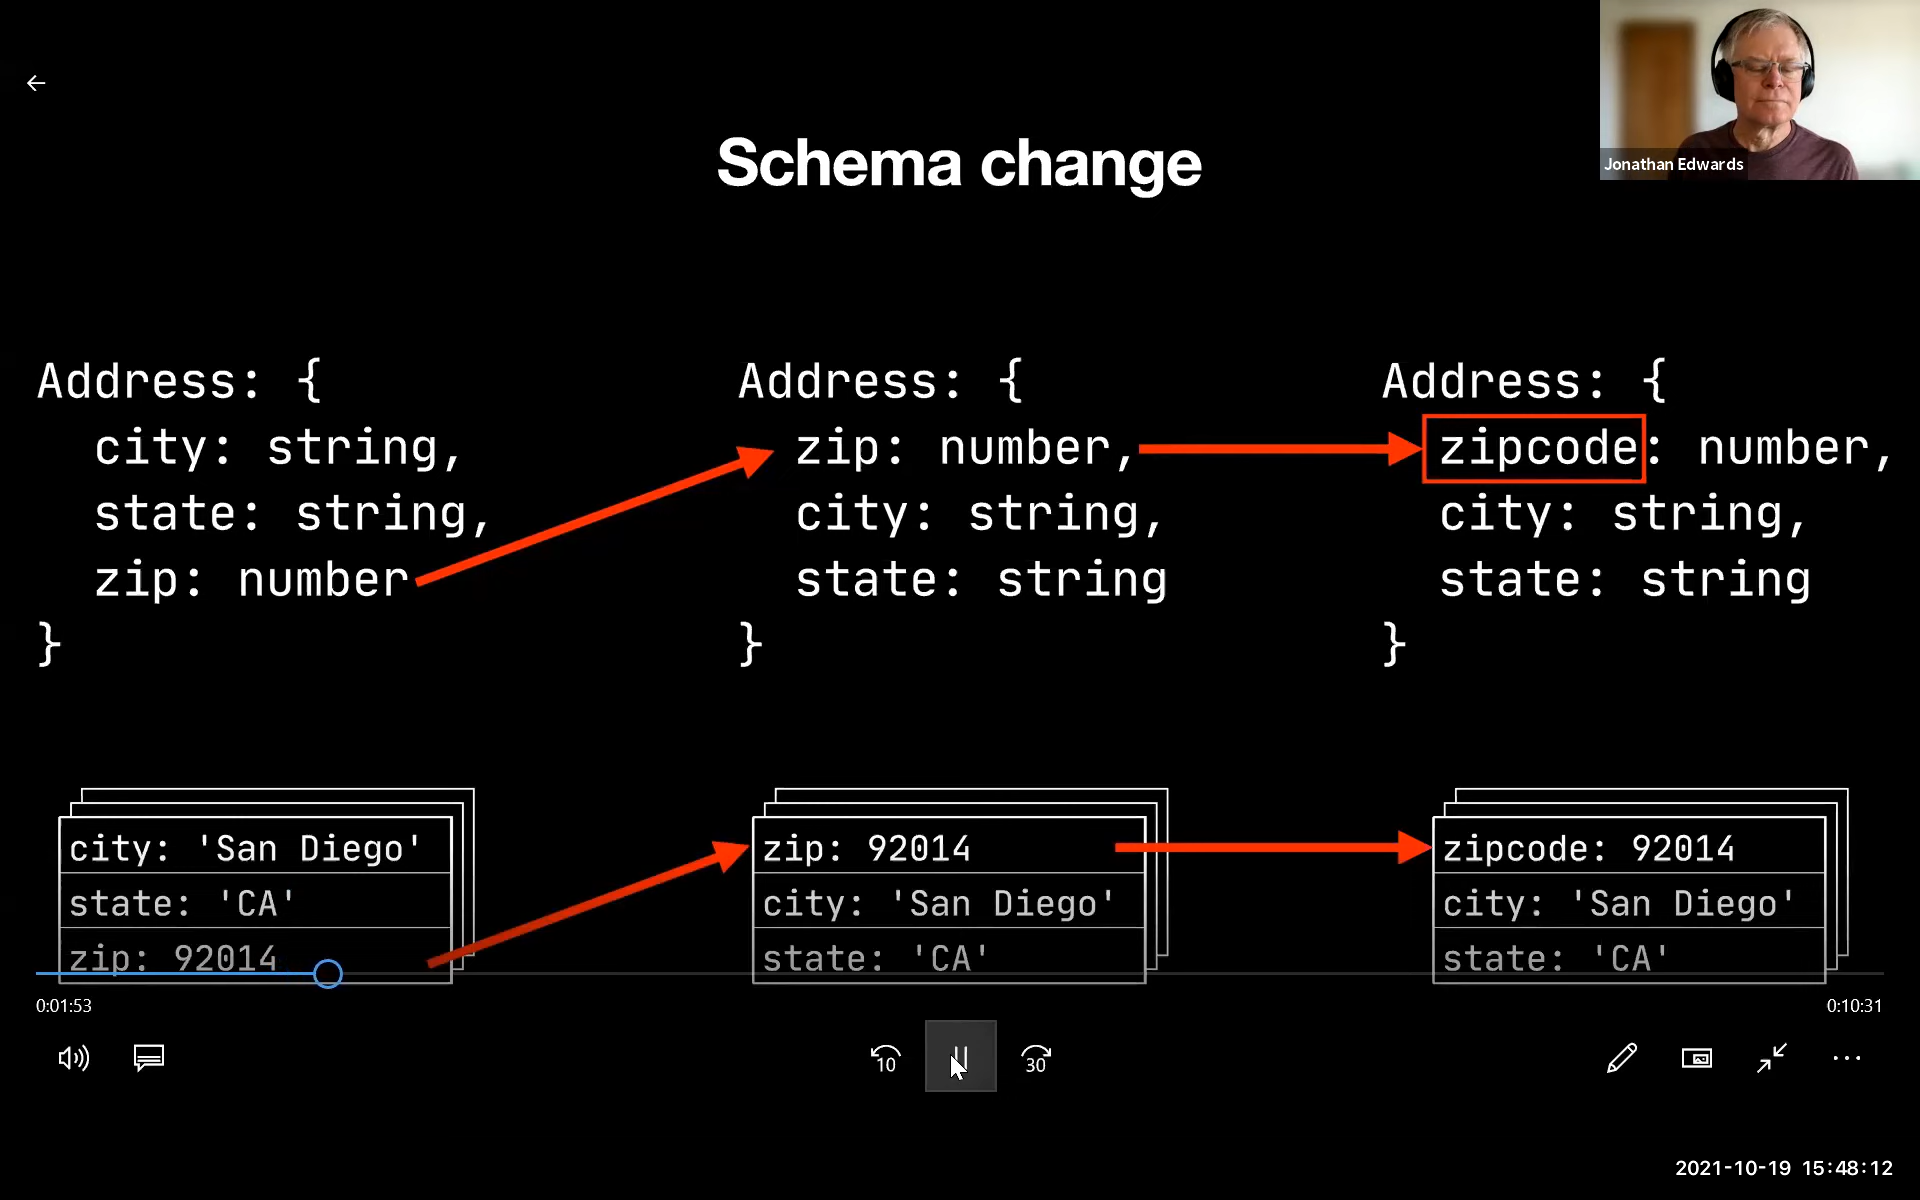 Jonathan Edwards
Schema change
Address: {
city: string,
state: string,
zip: number
}
Address: {
zip: number,
city: string,
state: string
}
Address: {
zipcode: number,
city: string,
state: string
}
city: 'San Diego'
state: 'CA'
zip: 92014
zip: 92014
city: 'San Diego'
state: 'CA'
zipcode: 92014
city: 'San Diego'
state: 'CA'
0:01:53
0:10:31
10
30
2021-10-19 15:48:12